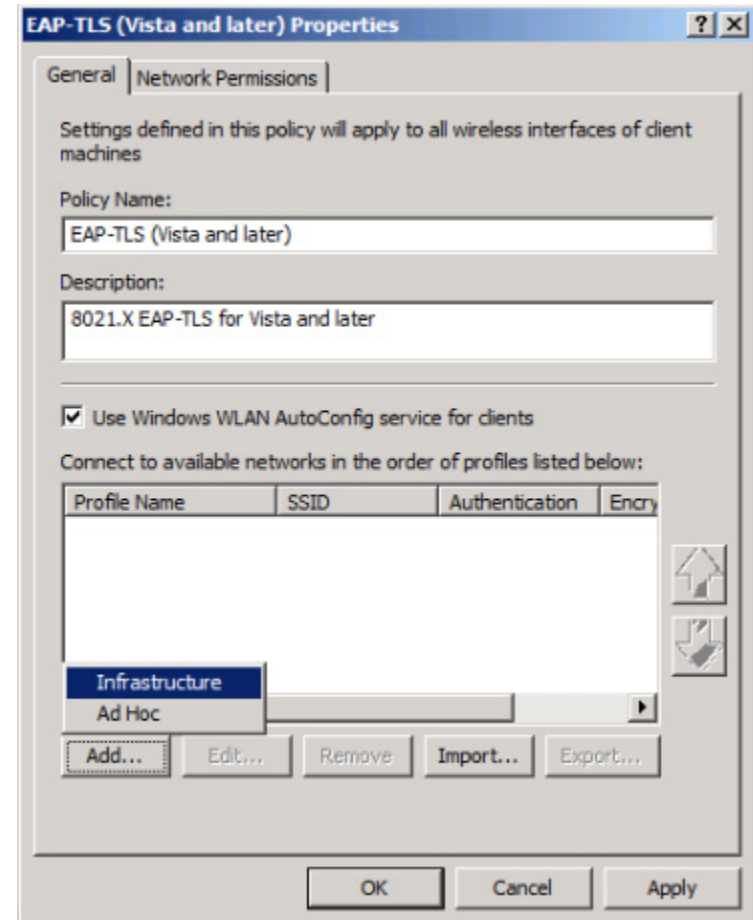 EAP-TLS (Vista and later) Properties
General
Network Permissions
Settings defined in this policy will apply to all wireless interfaces of client
machines
Policy Name:
EAP-TLS (Vista and later)
Description:
8021.X EAP-TLS for Vista and later
Use Windows WLAN AutoConfig service for clients
Connect to available networks in the order of profiles listed below:
Profile Name SSID Authentication Encry
Infrastructure
Ad Hoc
Add... Edit... Remove Import... Export...
OK Cancel Apply